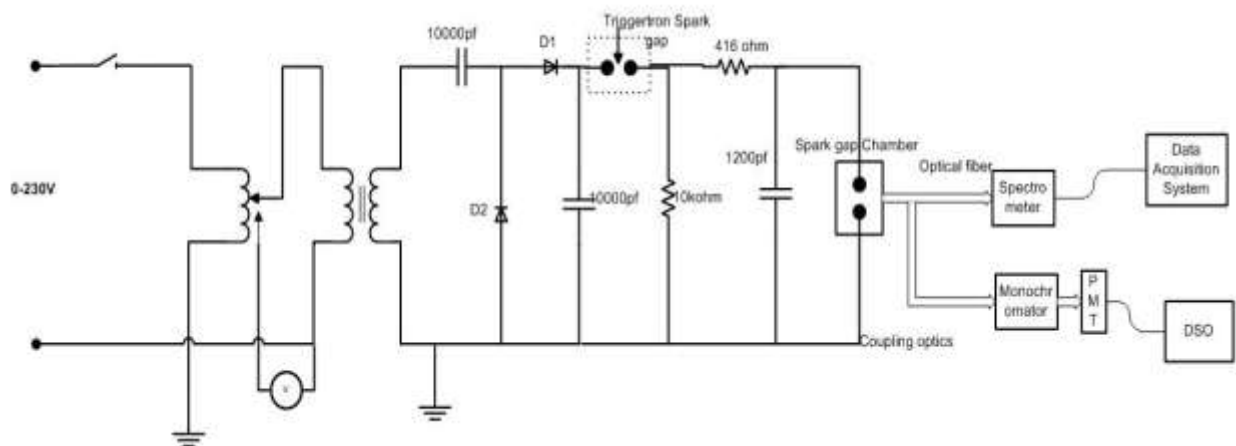 Triggertron Spark
gap
10000pf
D1
416 ohm
0-230V
D2
10000pf
10kohm
1200pf
Spark gap Chamber
Optical fiber
Spectro
meter
Data
Acquisition
System
Monochr
omator
P
M
T
DSO
Coupling optics
V